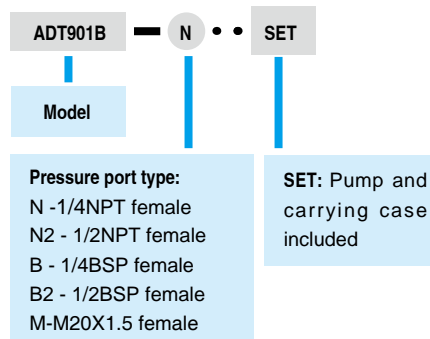 ADT901B — N • • SET
Model
Pressure port type:
N -1/4NPT female
N2 - 1/2NPT female
B - 1/4BSP female
B2 - 1/2BSP female
M-M20X1.5 female
SET: Pump and
carrying case
included